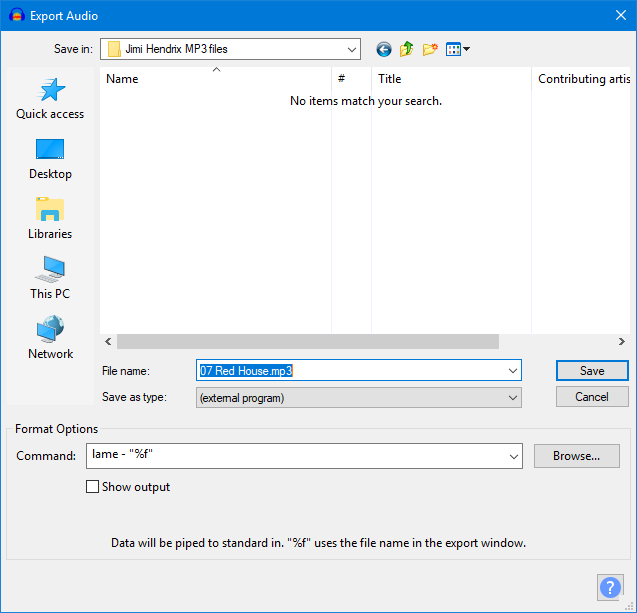 Export Audio
Save in:
Jimi Hendrix MP3 files
Name # Title Contributing artis
No items match your search.
Quick access
Desktop
Libraries
This PC
Network
File name: 07 Red House.mp3 Save
Save as type: (external program) Cancel
Format Options
Command: lame - "%f" Browse...
Show output
Data will be piped to standard in. "%f" uses the file name in the export window.
?